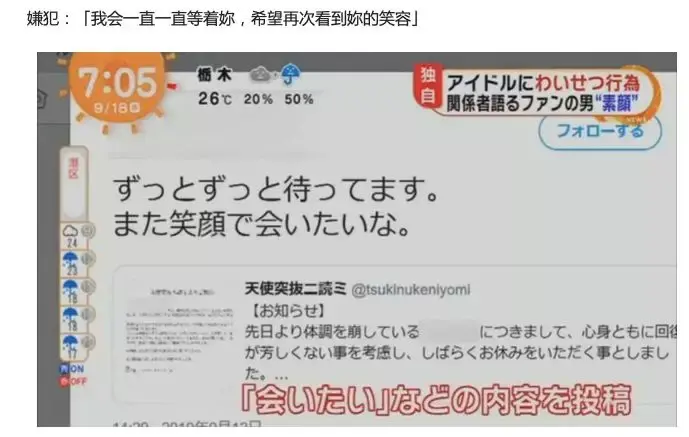 嫌犯：「我会一直一直等着妳，希望再次看到妳的笑容」
7:05
9/18
栃木
26℃ 20% 50%
独自
アイドルにわいせつ行為
関係者語るファンの男“素顔”
NEWS
フォローする
港区
24
23
18
18
17
ON
OFF
ずっとずっと待ってます。
また笑顔で会いたいな。
天使突抜ニ読ミ @tsukinukeniyomi
【お知らせ】
先日より体調を崩している につきまして、心身ともに回復
が芳しくない事を考慮し、しばらくお休みをいただく事としまし
た。...
「会いたい」などの内容を投稿